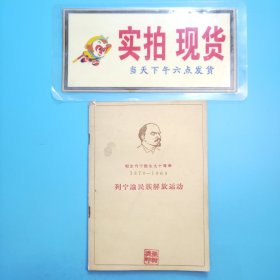 实拍 现货
当天下午六点发货
纪念列宁诞生九十周年
1870—1960
列宁论民族解放运动